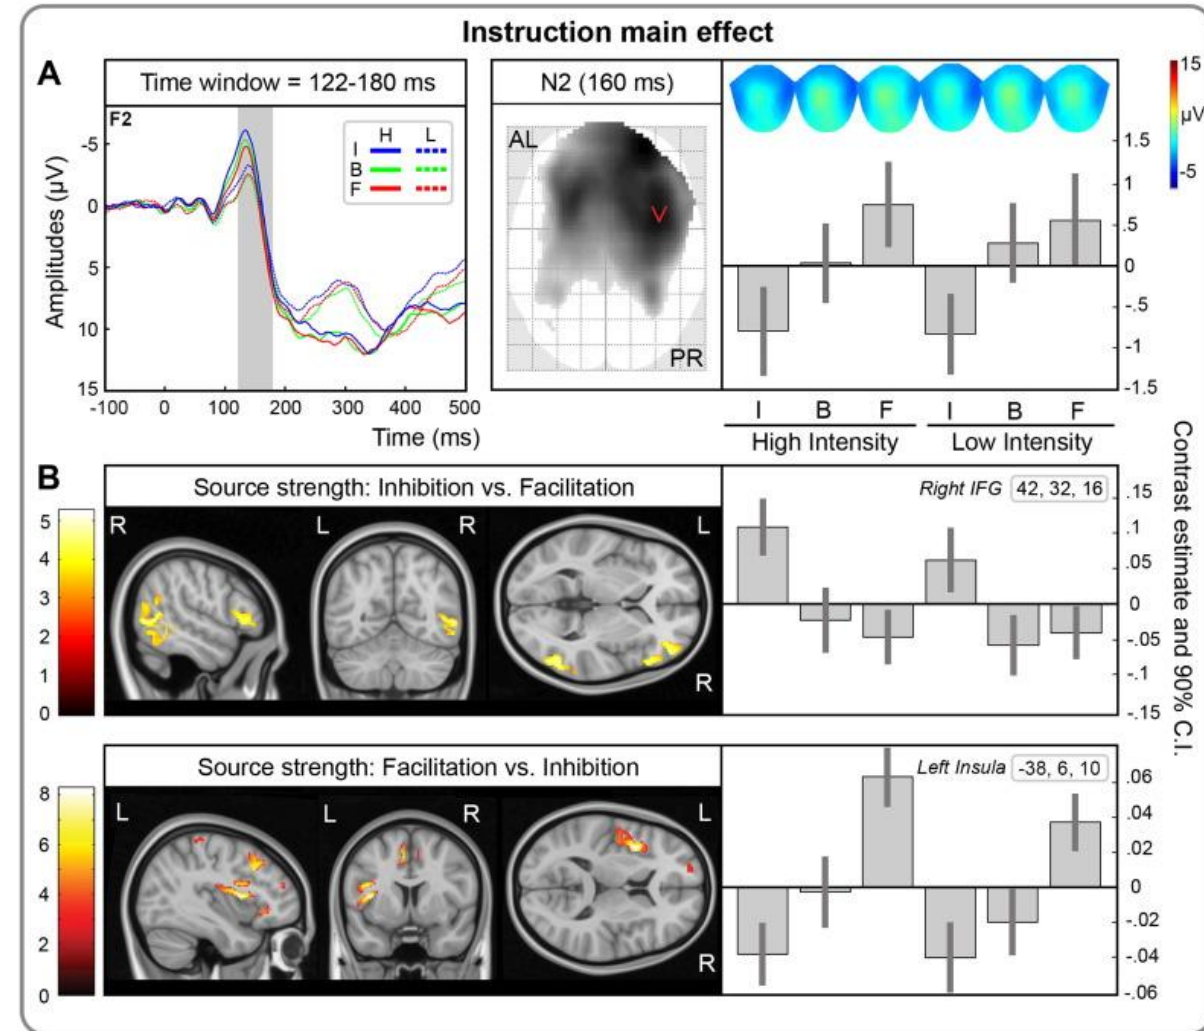 Instruction main effect
A
Time window = 122-180 ms
N2 (160 ms)
F2
H L
I
B
F
Amplitudes (µV)
-5
0
5
10
15
-100 0 100 200 300 400 500
Time (ms)
AL
PR
15
µV
-5
1.5
1
.5
0
-.5
-1
-1.5
I B F I B F
High Intensity Low Intensity
Contrast estimate and 90% C.I.
B
Source strength: Inhibition vs. Facilitation
5
4
3
2
1
0
R L R L
R
Right IFG 42, 32, 16
.15
.1
.05
0
-.05
-.1
-.15
Source strength: Facilitation vs. Inhibition
8
6
4
2
0
L L R L
R
Left Insula -38, 6, 10
.06
.04
.02
0
-.02
-.04
-.06